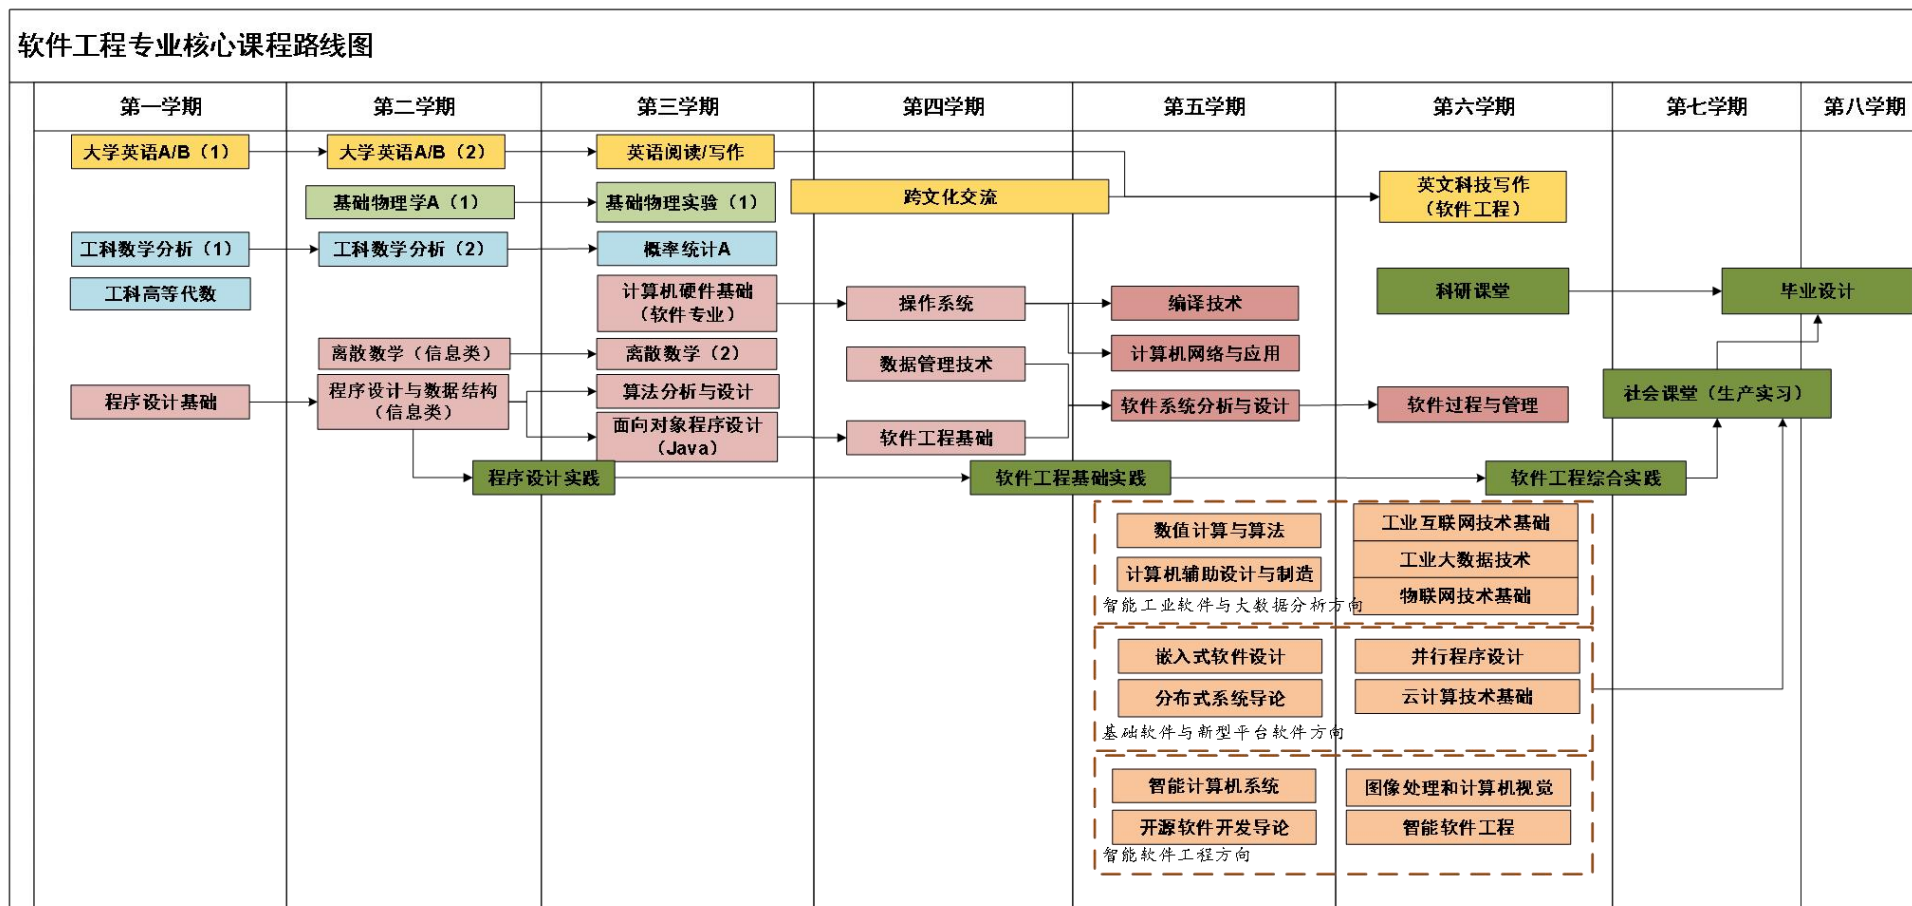 软件工程专业核心课程路线图
第一学期
第二学期
第三学期
第四学期
第五学期
第六学期
第七学期
第八学期
大学英语A/B（1）
大学英语A/B（2）
英语阅读/写作
基础物理学A（1）
基础物理实验（1）
跨文化交流
英文科技写作
（软件工程）
工科数学分析（1）
工科数学分析（2）
概率统计A
工科高等代数
计算机硬件基础
（软件专业）
操作系统
编译技术
科研课堂
毕业设计
离散数学（信息类）
离散数学（2）
数据管理技术
计算机网络与应用
程序设计基础
程序设计与数据结构
（信息类）
算法分析与设计
软件系统分析与设计
软件过程与管理
社会课堂（生产实习）
面向对象程序设计
（Java）
软件工程基础
程序设计实践
软件工程基础实践
软件工程综合实践
数值计算与算法
工业互联网技术基础
计算机辅助设计与制造
工业大数据技术
物联网技术基础
智能工业软件与大数据分析方向
嵌入式软件设计
并行程序设计
分布式系统导论
云计算技术基础
基础软件与新型平台软件方向
智能计算机系统
图像处理和计算机视觉
开源软件开发导论
智能软件工程
智能软件工程方向